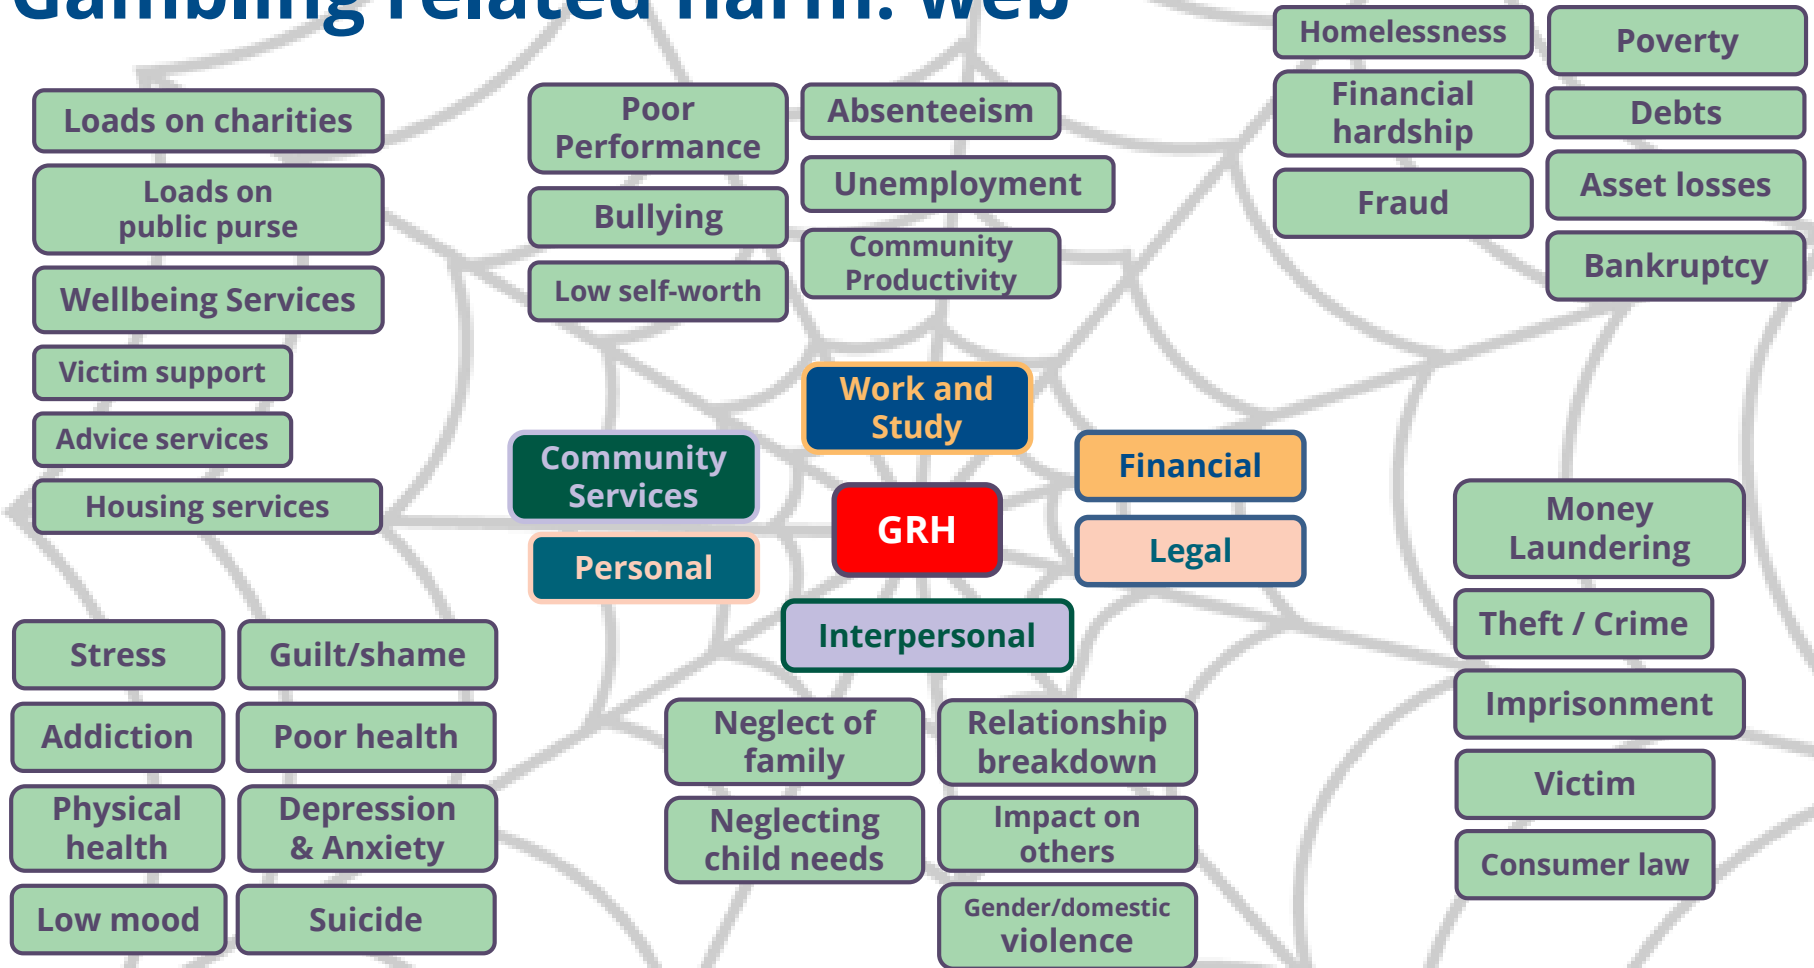 Gambling related harm: web
Homelessness
Poverty
Financial
hardship
Debts
Fraud
Asset losses
Bankruptcy
Loads on charities
Loads on
public purse
Wellbeing Services
Victim support
Advice services
Housing services
Poor
Performance
Absenteeism
Bullying
Unemployment
Low self-worth
Community
Productivity
Work and
Study
Community
Services
Financial
GRH
Personal
Legal
Interpersonal
Money
Laundering
Theft / Crime
Imprisonment
Victim
Consumer law
Stress
Guilt/shame
Addiction
Poor health
Physical
health
Depression
& Anxiety
Low mood
Suicide
Neglect of
family
Relationship
breakdown
Neglecting
child needs
Impact on
others
Gender/domestic
violence